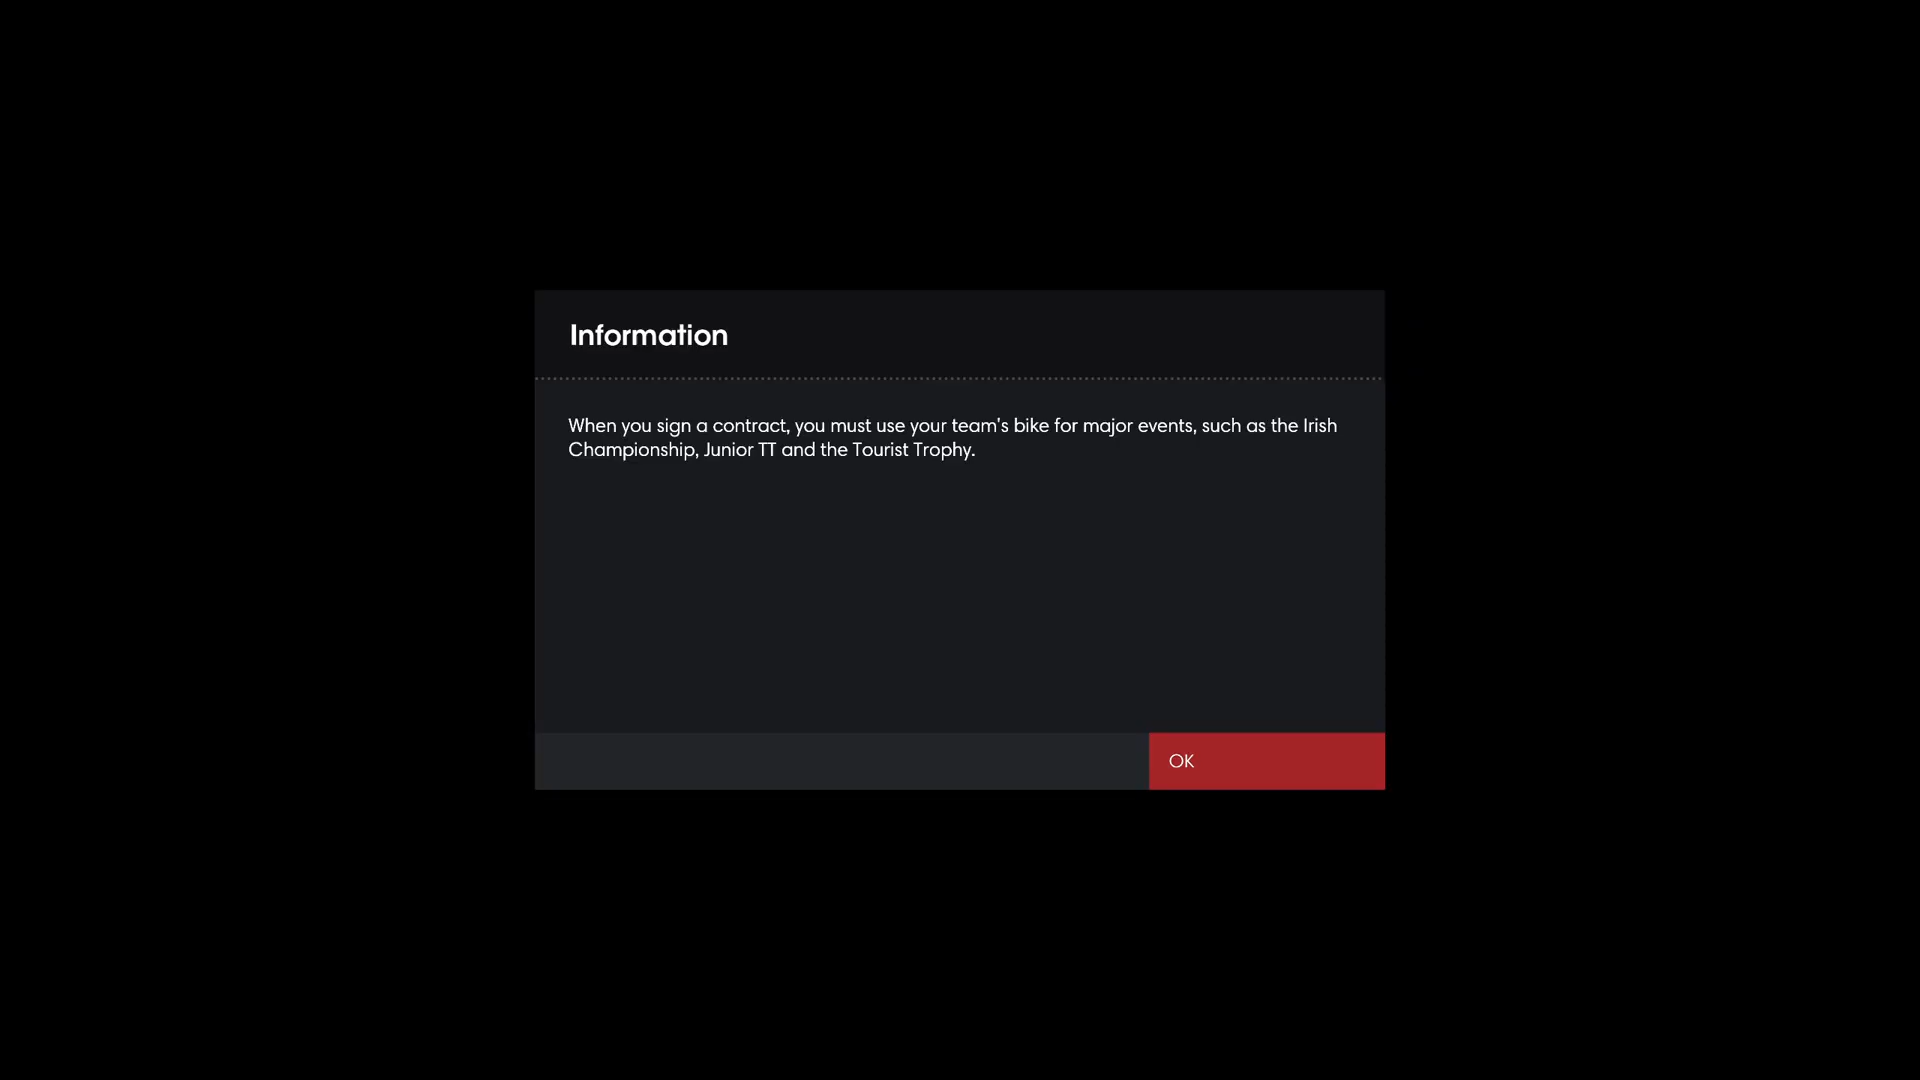 Information
When you sign a contract, you must use your team's bike for major events, such as the Irish
Championship, Junior TT and the Tourist Trophy.
OK